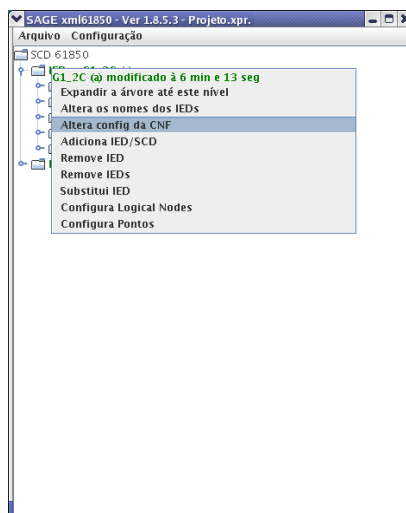 SAGE xml61850 - Ver 1.8.5.3 - Projeto.xpr.
Arquivo Configuração
SCD 61850
G1_2C (a) modificado à 6 min e 13 seg
Expandir a árvore até este nível
Altera os nomes dos IEDs
Altera config da CNF
Adiciona IED/SCD
Remove IED
Remove IEDs
Substitui IED
Configura Logical Nodes
Configura Pontos